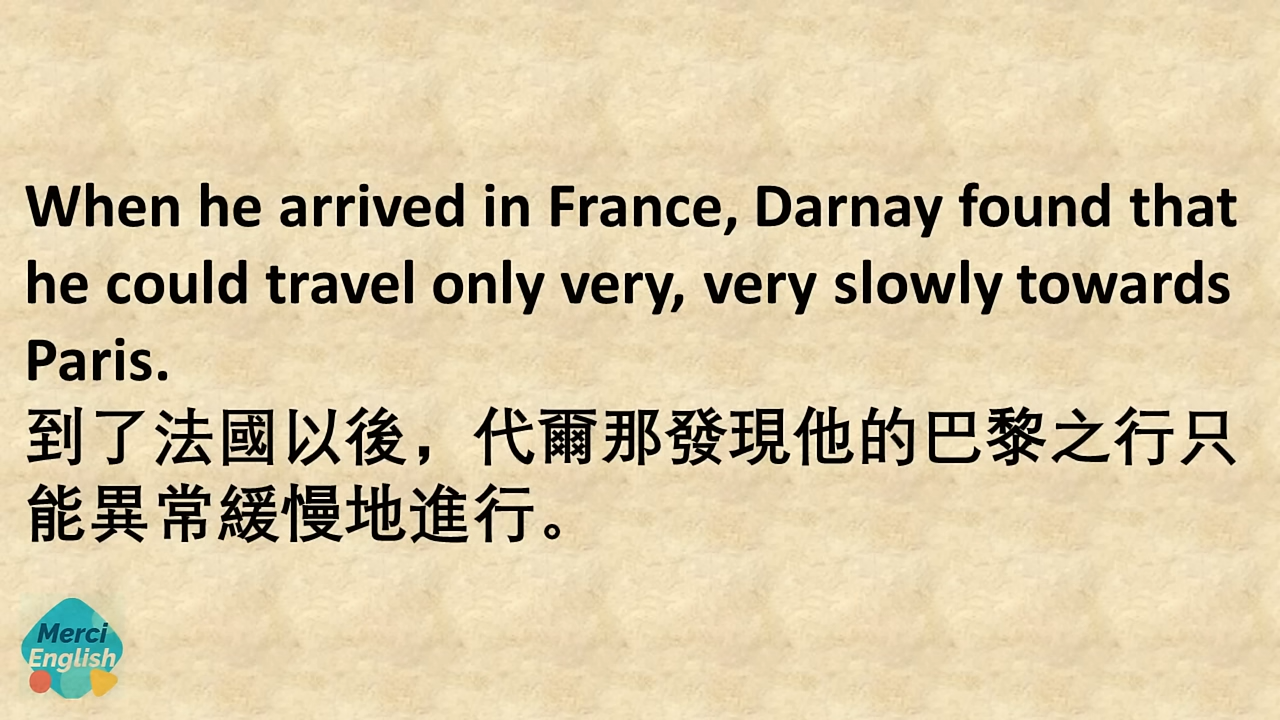 When he arrived in France, Darnay found that
he could travel only very, very slowly towards
Paris.
到了法國以後，代爾那發現他的巴黎之行只
能異常緩慢地進行。
Merci
English